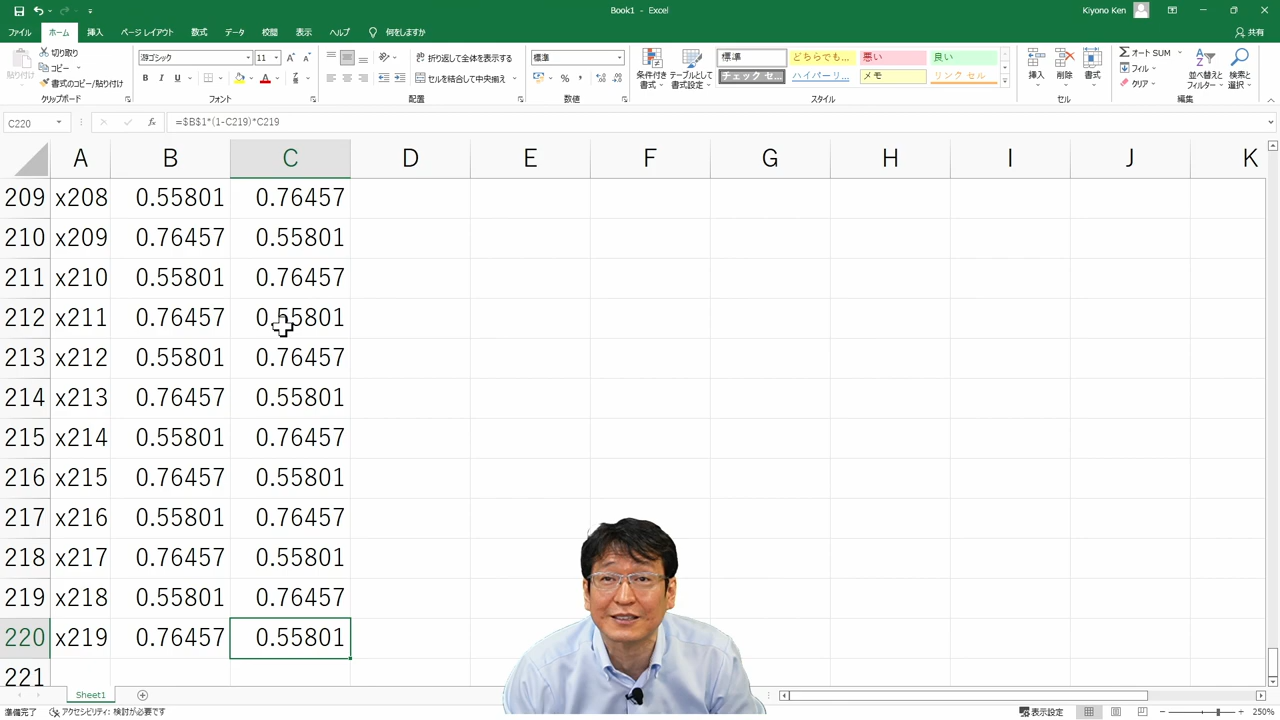 Book1 - Excel
Kiyono Ken
ファイル ホーム 挿入 ページ レイアウト 数式 データ 校閲 表示 ヘルプ 何をしますか 共有
貼り付け 切り取り
コピー
書式のコピー/貼り付け
クリップボード
游ゴシック 11
B I U
フォント
折り返して全体を表示する
セルを結合して中央揃え
配置
標準
数値
条件付き書式 テーブルとして書式設定
標準 どちらでも... 悪い 良い
チェック セ... ハイパーリ... メモ リンク セル
スタイル
挿入 削除 書式
セル
オート SUM
フィル
クリア
並べ替えとフィルター 検索と選択
編集
C220 fx =$B$1*(1-C219)*C219
A B C D E F G H I J K
209 x208 0.55801 0.76457
210 x209 0.76457 0.55801
211 x210 0.55801 0.76457
212 x211 0.76457 0.55801
213 x212 0.55801 0.76457
214 x213 0.76457 0.55801
215 x214 0.55801 0.76457
216 x215 0.76457 0.55801
217 x216 0.55801 0.76457
218 x217 0.76457 0.55801
219 x218 0.55801 0.76457
220 x219 0.76457 0.55801
221
Sheet1
準備完了 アクセシビリティ: 検討が必要です 表示設定 250%